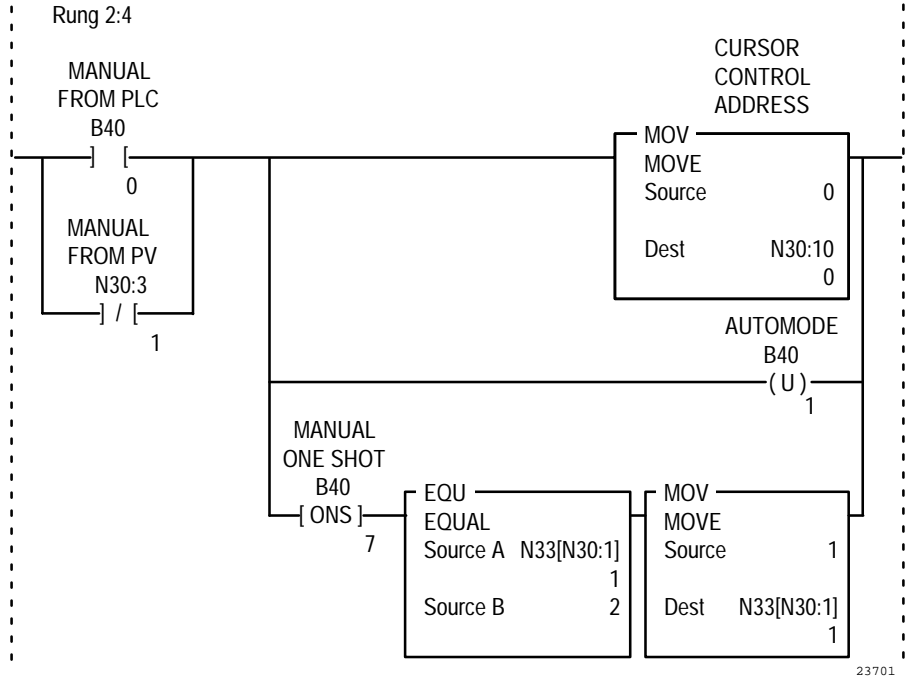 Rung 2:4
CURSOR
CONTROL
ADDRESS
MANUAL
FROM PLC
B40
] [
0
MOV
MOVE
Source 0
Dest N30:10
0
MANUAL
FROM PV
N30:3
] / [
1
AUTOMODE
B40
( U )
1
MANUAL
ONE SHOT
B40
[ ONS ]
7
EQU
EQUAL
Source A N33[N30:1]
1
Source B 2
MOV
MOVE
Source 1
Dest N33[N30:1]
1
23701